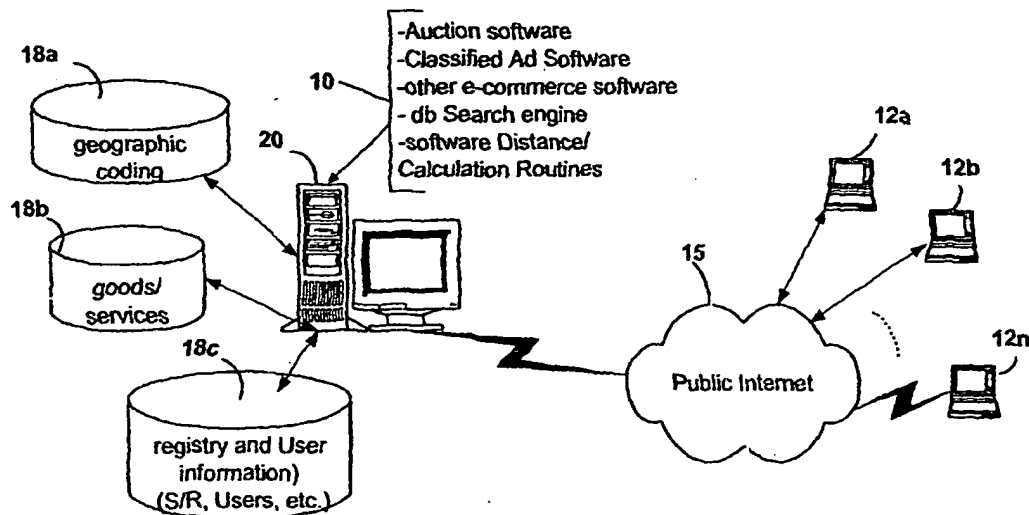 -Auction software
-Classified Ad Software
-other e-commerce software
- db Search engine
-software Distance/
Calculation Routines
10
18a
geographic
coding
20
18b
goods/
services
18c
registry and User
information)
(S/R, Users, etc.)
15
Public Internet
12a
12b
12n